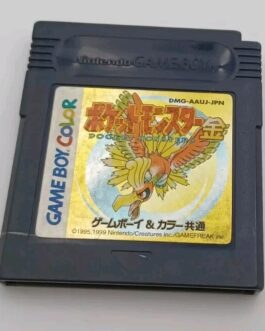 Nintendo GAME BOY
DMG-AAUJ-JPN
ポケットモンスター金
POCKET MONSTERS
GAME BOY COLOR
ゲームボーイ&カラー共通
©1995,1999 Nintendo/Creatures inc./GAMEFREAK inc.